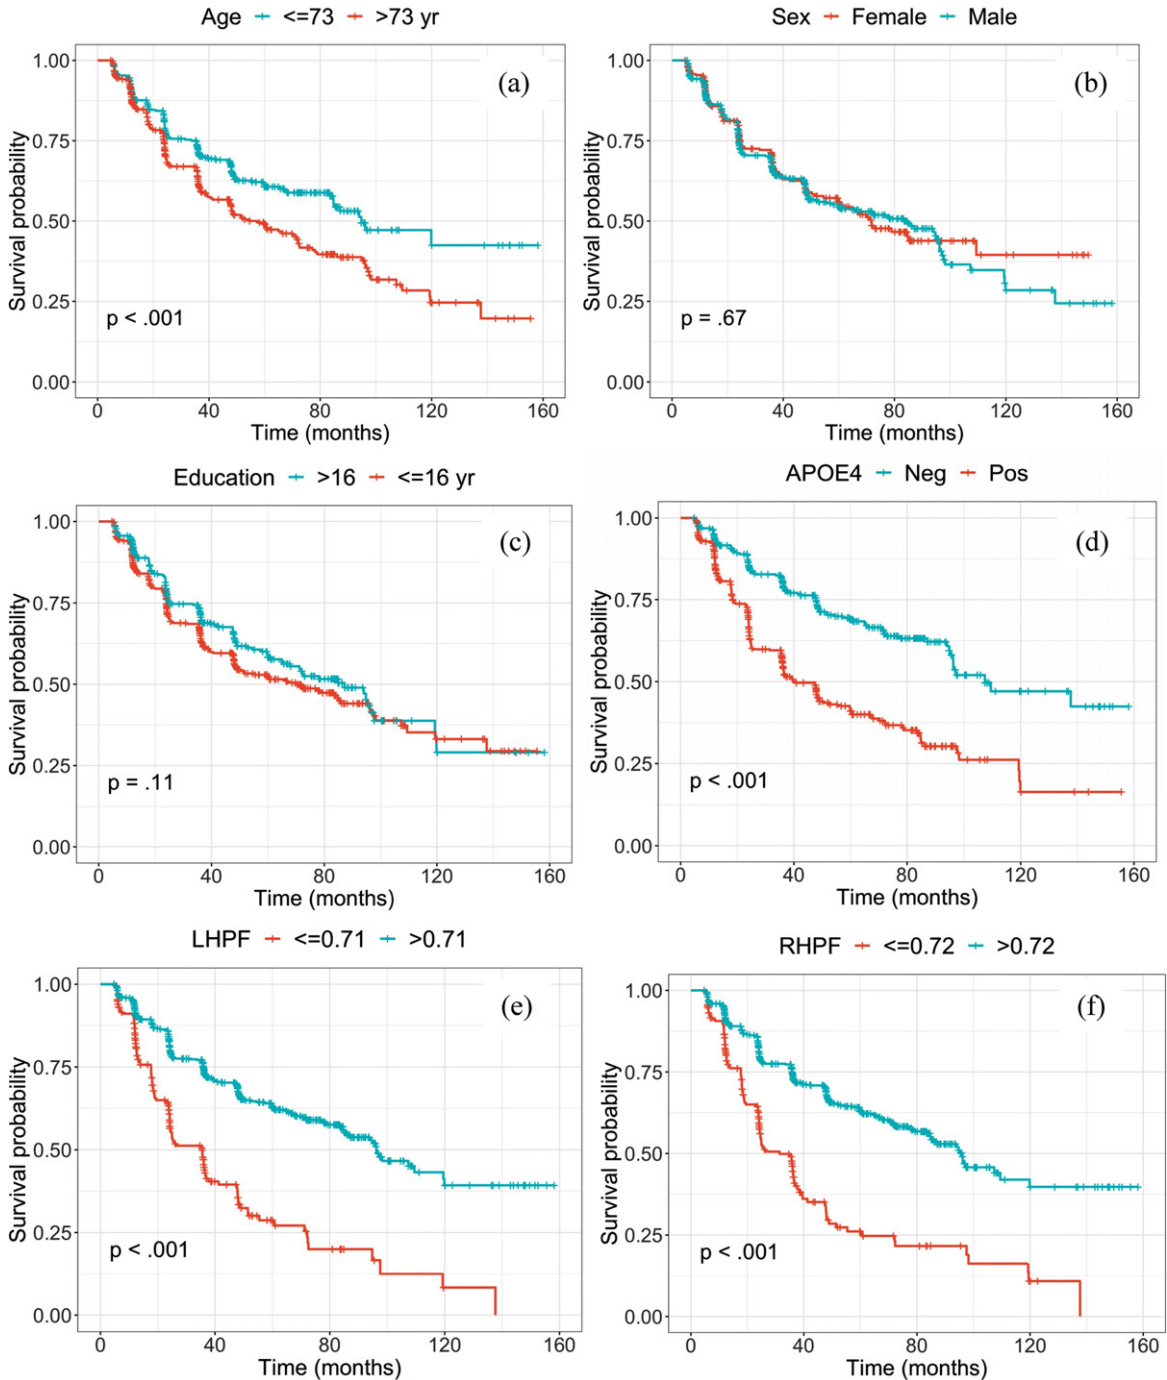 Age <=73 >73 yr
Sex Female Male
(a)
(b)
Survival probability
1.00
0.75
0.50
0.25
0.00
p < .001
0 40 80 120 160
Time (months)
Survival probability
1.00
0.75
0.50
0.25
0.00
p = .67
0 40 80 120 160
Time (months)
Education >16 <=16 yr
APOE4 Neg Pos
(c)
(d)
Survival probability
1.00
0.75
0.50
0.25
0.00
p = .11
0 40 80 120 160
Time (months)
Survival probability
1.00
0.75
0.50
0.25
0.00
p < .001
0 40 80 120 160
Time (months)
LHPF <=0.71 >0.71
RHPF <=0.72 >0.72
(e)
(f)
Survival probability
1.00
0.75
0.50
0.25
0.00
p < .001
0 40 80 120 160
Time (months)
Survival probability
1.00
0.75
0.50
0.25
0.00
p < .001
0 40 80 120 160
Time (months)